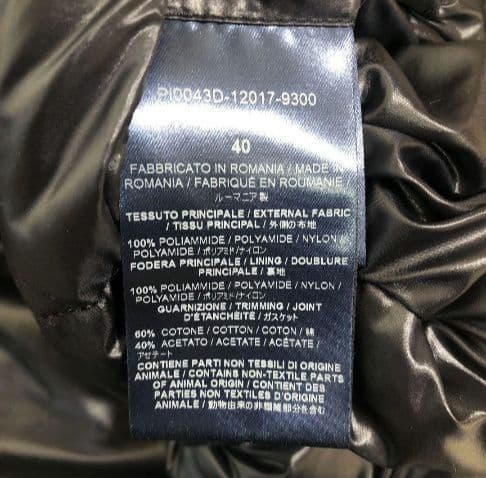 PI0043D-12017-9300
40
FABBRICATO IN ROMANIA / MADE IN
ROMANIA / FABRIQUÉ EN ROUMANIE /
ルーマニア製
TESSUTO PRINCIPALE / EXTERNAL FABRIC
/ TISSU PRINCIPAL / 外側の布地
100% POLIAMMIDE / POLYAMIDE / NYLON /
POLYAMIDE / ポリアミド/ナイロン
FODERA PRINCIPALE / LINING / DOUBLURE
PRINCIPALE / 裏地
100% POLIAMMIDE / POLYAMIDE / NYLON /
POLYAMIDE / ポリアミド/ナイロン
GUARNIZIONE / TRIMMING / JOINT
D'ETANCHÉITÉ / ガスケット
60% COTONE / COTTON / COTON / 綿
40% ACETATO / ACETATE / ACÉTATE /
アセテート
CONTIENE PARTI NON TESSILI DI ORIGINE
ANIMALE / CONTAINS NON-TEXTILE PARTS
OF ANIMAL ORIGIN / CONTIENT DES
PARTIES NON TEXTILES D'ORIGINE
ANIMALE / 動物由来の非繊維部分を含む